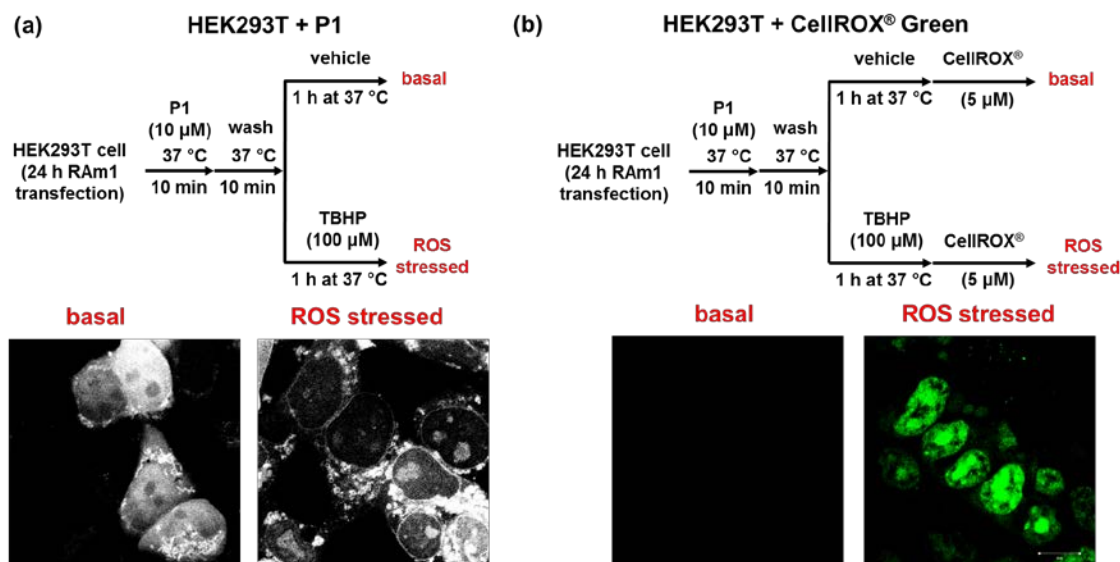 (a)
HEK293T + P1
vehicle
basal
1 h at 37 °C
P1
(10 µM)
wash
37 °C
37 °C
HEK293T cell
(24 h RAm1
transfection)
10 min
10 min
TBHP
(100 µM)
ROS
stressed
1 h at 37 °C
basal
ROS stressed
(b)
HEK293T + CellROX® Green
vehicle
CellROX®
basal
1 h at 37 °C
(5 µM)
P1
(10 µM)
wash
37 °C
37 °C
HEK293T cell
(24 h RAm1
transfection)
10 min
10 min
TBHP
(100 µM)
CellROX®
ROS
stressed
1 h at 37 °C
(5 µM)
basal
ROS stressed